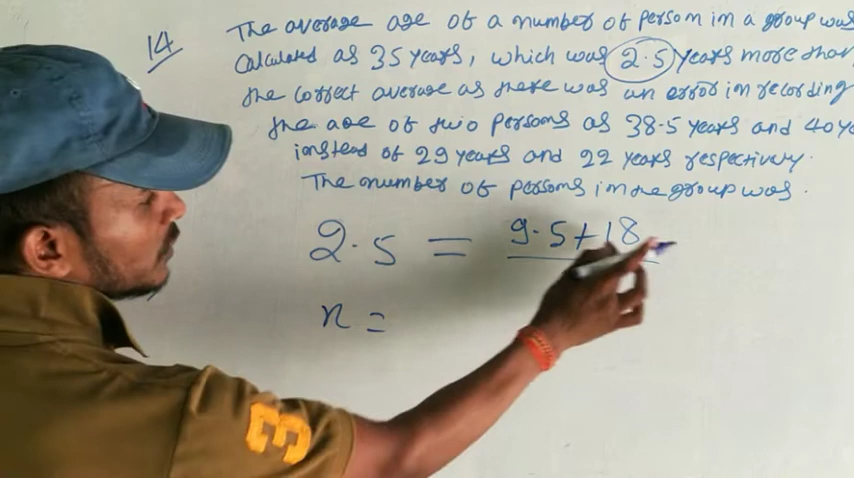 14
The average age of a number of person in a group was
Calculated as 35 years, which was 2.5 years more than
the correct average as there was an error in recording
the age of two persons as 38.5 years and 40 ye
instead of 29 years and 22 years respectively.
The number of persons in the group was.
2.5 = 9.5+18
n =
3